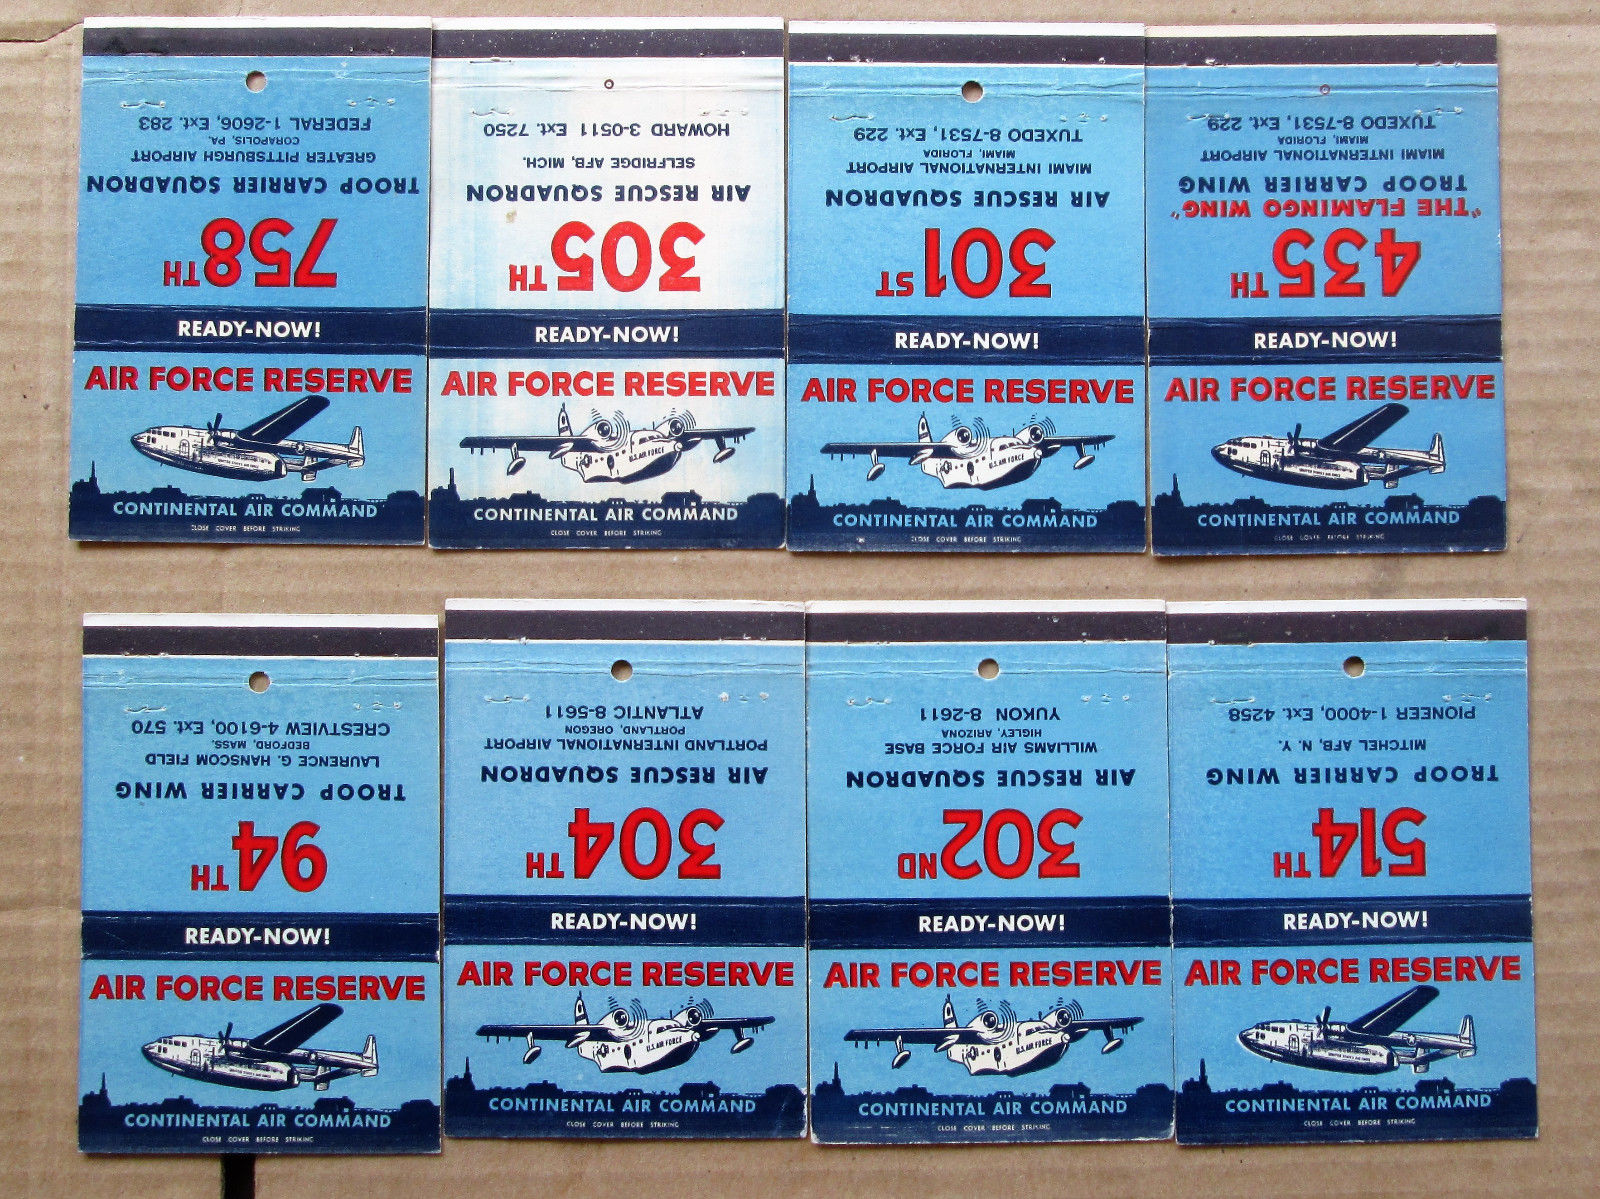 758TH
TROOP CARRIER SQUADRON
GREATER PITTSBURGH AIRPORT
CORAPOLIS, PA.
FEDERAL 1-2606, Ext. 283
READY-NOW!
AIR FORCE RESERVE
CONTINENTAL AIR COMMAND
CLOSE COVER BEFORE STRIKING
305TH
AIR RESCUE SQUADRON
SELFRIDGE AFB, MICH.
HOWARD 3-0511 Ext. 7250
READY-NOW!
AIR FORCE RESERVE
U.S. AIR FORCE
CONTINENTAL AIR COMMAND
CLOSE COVER BEFORE STRIKING
301ST
AIR RESCUE SQUADRON
MIAMI INTERNATIONAL AIRPORT
MIAMI, FLORIDA
TUXEDO 8-7531, Ext. 229
READY-NOW!
AIR FORCE RESERVE
U.S. AIR FORCE
CONTINENTAL AIR COMMAND
CLOSE COVER BEFORE STRIKING
435TH
"THE FLAMINGO WING"
TROOP CARRIER WING
MIAMI INTERNATIONAL AIRPORT
MIAMI, FLORIDA
TUXEDO 8-7531, Ext. 229
READY-NOW!
AIR FORCE RESERVE
CONTINENTAL AIR COMMAND
CLOSE COVER BEFORE STRIKING
94TH
TROOP CARRIER WING
LAURENCE G. HANSCOM FIELD
BEDFORD, MASS.
CRESTVIEW 4-6100, Ext. 570
READY-NOW!
AIR FORCE RESERVE
CONTINENTAL AIR COMMAND
CLOSE COVER BEFORE STRIKING
304TH
AIR RESCUE SQUADRON
PORTLAND INTERNATIONAL AIRPORT
PORTLAND, OREGON
ATLANTIC 8-5611
READY-NOW!
AIR FORCE RESERVE
U.S. AIR FORCE
CONTINENTAL AIR COMMAND
CLOSE COVER BEFORE STRIKING
302ND
AIR RESCUE SQUADRON
WILLIAMS AIR FORCE BASE
HIGLEY, ARIZONA
YUKON 8-2611
READY-NOW!
AIR FORCE RESERVE
U.S. AIR FORCE
CONTINENTAL AIR COMMAND
CLOSE COVER BEFORE STRIKING
514TH
TROOP CARRIER WING
MITCHEL AFB, N. Y.
PIONEER 1-4000, Ext. 4258
READY-NOW!
AIR FORCE RESERVE
CONTINENTAL AIR COMMAND
CLOSE COVER BEFORE STRIKING